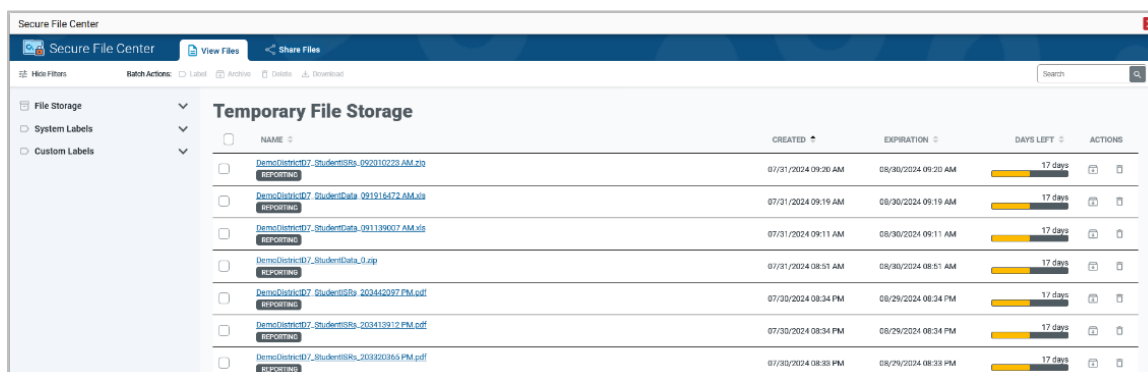 Secure File Center
Secure File Center View Files Share Files
Hide Filters Batch Actions: Label Archive Delete Download Search
File Storage
System Labels
Custom Labels
Temporary File Storage
NAME CREATED EXPIRATION DAYS LEFT ACTIONS
DemoDistrictD7_StudentISRs_092010223 AM.zip
REPORTING
07/31/2024 09:20 AM 08/30/2024 09:20 AM 17 days
DemoDistrictD7_StudentData_091916472 AM.xls
REPORTING
07/31/2024 09:19 AM 08/30/2024 09:19 AM 17 days
DemoDistrictD7_StudentData_091139007 AM.xls
REPORTING
07/31/2024 09:11 AM 08/30/2024 09:11 AM 17 days
DemoDistrictD7_StudentData_0.zip
REPORTING
07/31/2024 08:51 AM 08/30/2024 08:51 AM 17 days
DemoDistrictD7_StudentISRs_203442097 PM.pdf
REPORTING
07/30/2024 08:34 PM 08/29/2024 08:34 PM 17 days
DemoDistrictD7_StudentISRs_203413912 PM.pdf
REPORTING
07/30/2024 08:34 PM 08/29/2024 08:34 PM 17 days
DemoDistrictD7_StudentISRs_203320365 PM.pdf
REPORTING
07/30/2024 08:33 PM 08/29/2024 08:33 PM 17 days